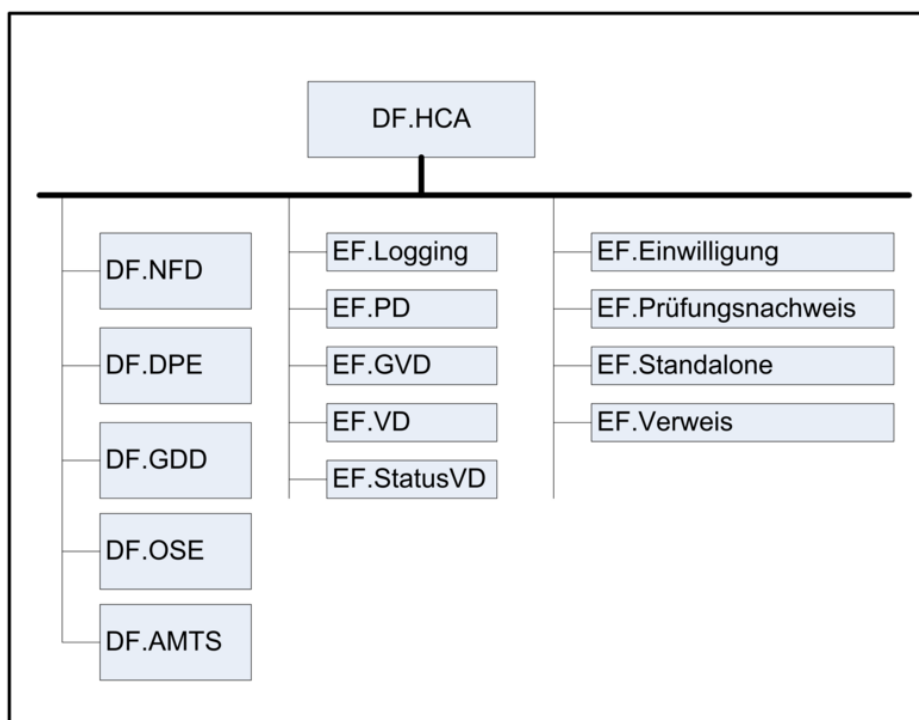 DF.HCA
DF.NFD
DF.DPE
DF.GDD
DF.OSE
DF.AMTS
EF.Logging
EF.PD
EF.GVD
EF.VD
EF.StatusVD
EF.Einwilligung
EF.Prüfungsnachweis
EF.Standalone
EF.Verweis